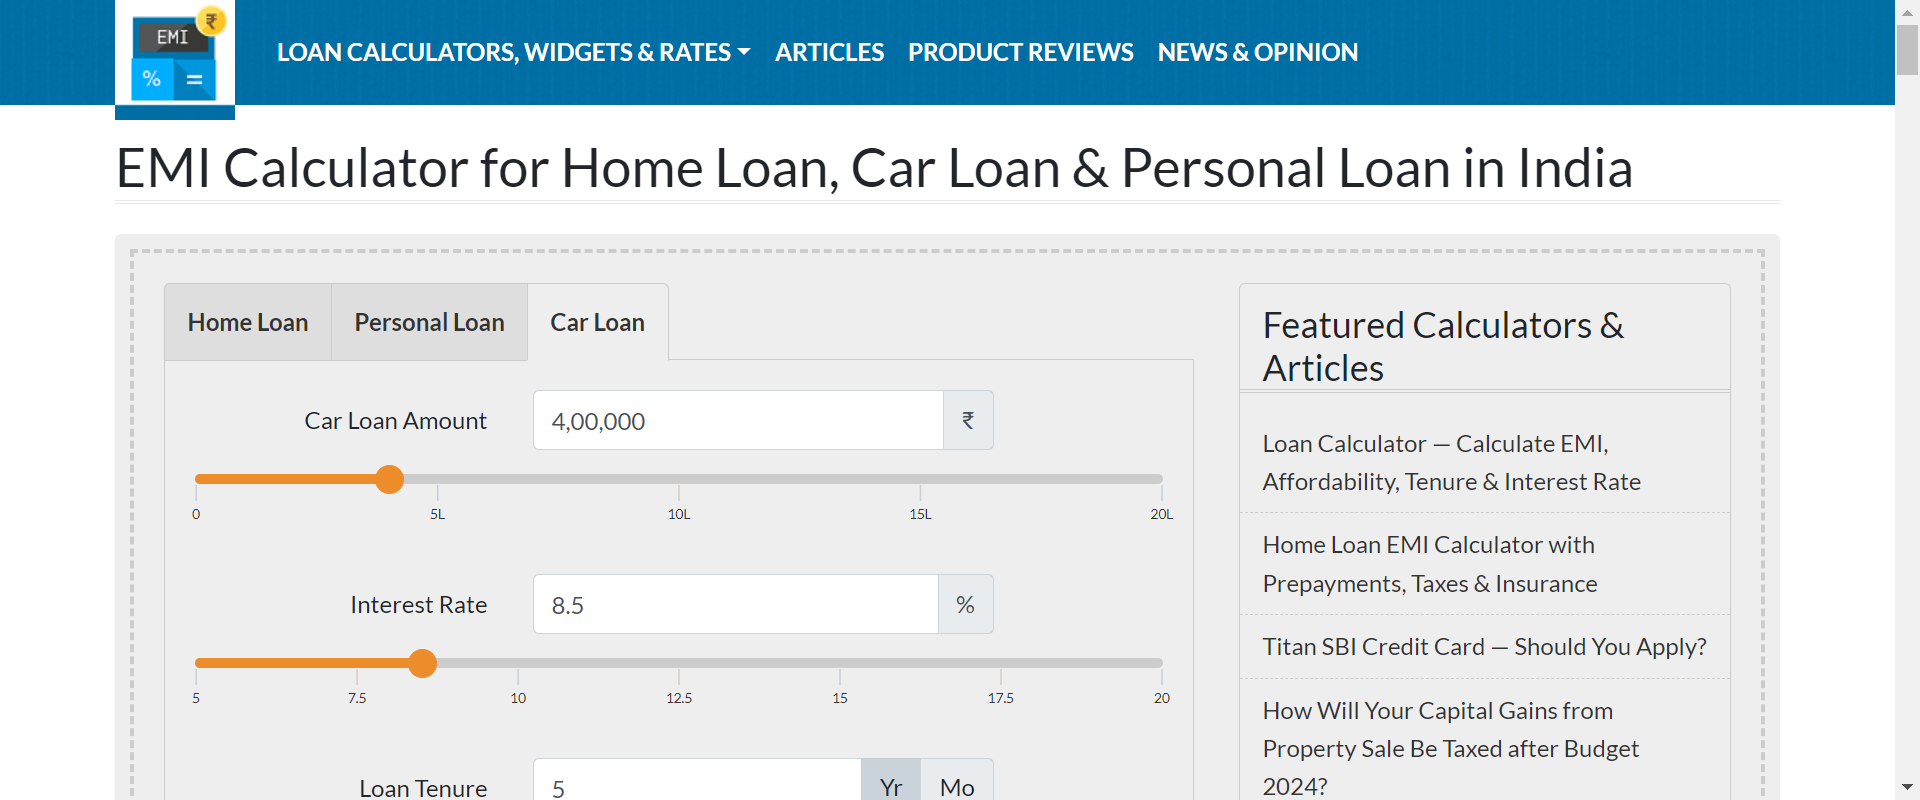 EMI
₹
%
=
LOAN CALCULATORS, WIDGETS & RATES
ARTICLES
PRODUCT REVIEWS
NEWS & OPINION
EMI Calculator for Home Loan, Car Loan & Personal Loan in India
Home Loan
Personal Loan
Car Loan
Car Loan Amount
4,00,000
₹
0
5L
10L
15L
20L
Interest Rate
8.5
%
5
7.5
10
12.5
15
17.5
20
Loan Tenure
5
Yr
Mo
Featured Calculators &
Articles
Loan Calculator — Calculate EMI,
Affordability, Tenure & Interest Rate
Home Loan EMI Calculator with
Prepayments, Taxes & Insurance
Titan SBI Credit Card — Should You Apply?
How Will Your Capital Gains from
Property Sale Be Taxed after Budget
2024?